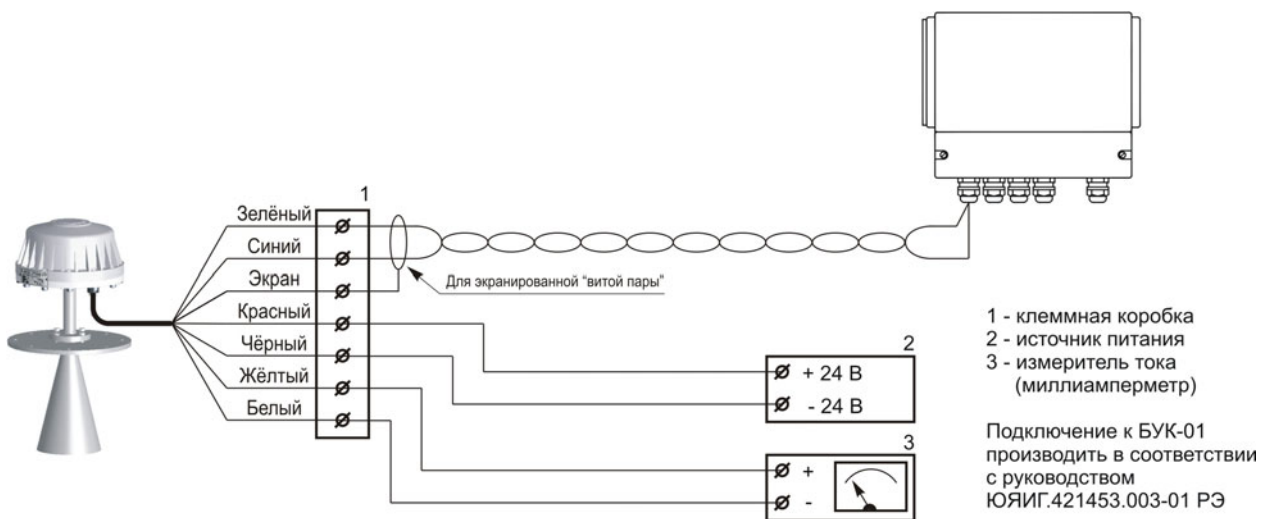 1
Зелёный
Синий
Экран
Красный
Чёрный
Жёлтый
Белый
Для экранированной "витой пары"
2
+ 24 В
- 24 В
3
+
-
1 - клеммная коробка
2 - источник питания
3 - измеритель тока
(миллиамперметр)
Подключение к БУК-01
производить в соответствии
с руководством
ЮЯИГ.421453.003-01 РЭ